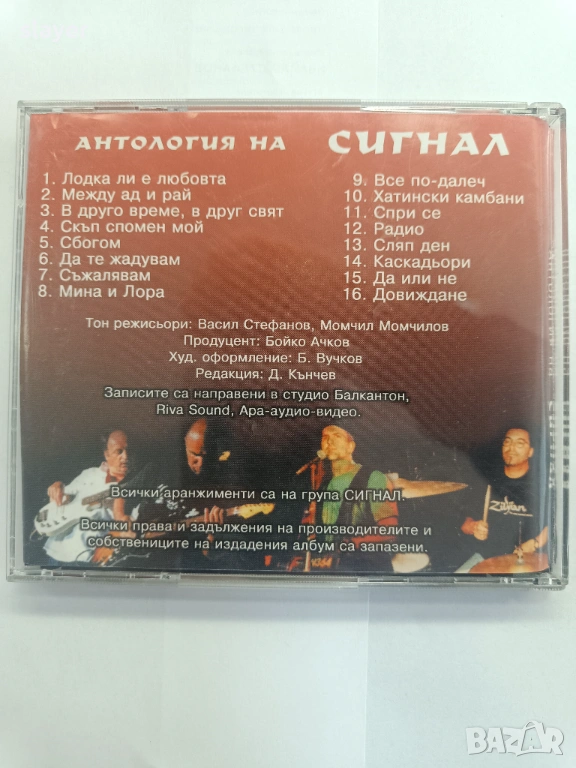 АНТОЛОГИЯ НА СИГНАЛ
1. Лодка ли е любовта
2. Между ад и рай
3. В друго време, в друг свят
4. Скъп спомен мой
5. Сбогом
6. Да те жадувам
7. Съжалявам
8. Мина и Лора
9. Все по-далеч
10. Хатински камбани
11. Спри се
12. Радио
13. Сляп ден
14. Каскадьори
15. Да или не
16. Довиждане
Тон режисьори: Васил Стефанов, Момчил Момчилов
Продуцент: Бойко Ачков
Худ. оформление: Б. Вучков
Редакция: Д. Кънчев
Записите са направени в студио Балкантон,
Riva Sound, Ара-аудио-видео.
Всички аранжименти са на група СИГНАЛ.
Всички права и задължения на производителите и
собствениците на издадения албум са запазени.
Zildjian
BAZAR
bazar.bg